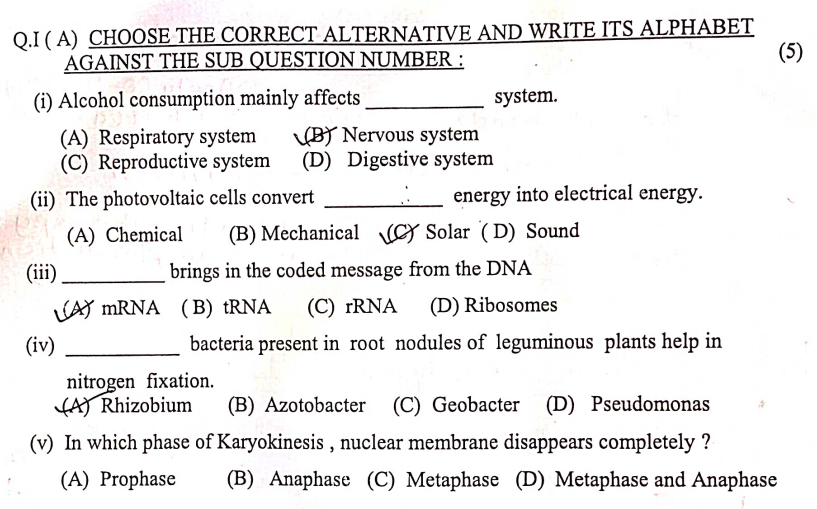 Q.I ( A) CHOOSE THE CORRECT ALTERNATIVE AND WRITE ITS ALPHABET
AGAINST THE SUB QUESTION NUMBER : (5)
(i) Alcohol consumption mainly affects ____________ system.
(A) Respiratory system (B) Nervous system
(C) Reproductive system (D) Digestive system
(ii) The photovoltaic cells convert ____________ energy into electrical energy.
(A) Chemical (B) Mechanical (C) Solar ( D) Sound
(iii) ___________ brings in the coded message from the DNA
(A) mRNA ( B) tRNA (C) rRNA (D) Ribosomes
(iv) ____________ bacteria present in root nodules of leguminous plants help in
nitrogen fixation.
(A) Rhizobium (B) Azotobacter (C) Geobacter (D) Pseudomonas
(v) In which phase of Karyokinesis , nuclear membrane disappears completely ?
(A) Prophase (B) Anaphase (C) Metaphase (D) Metaphase and Anaphase